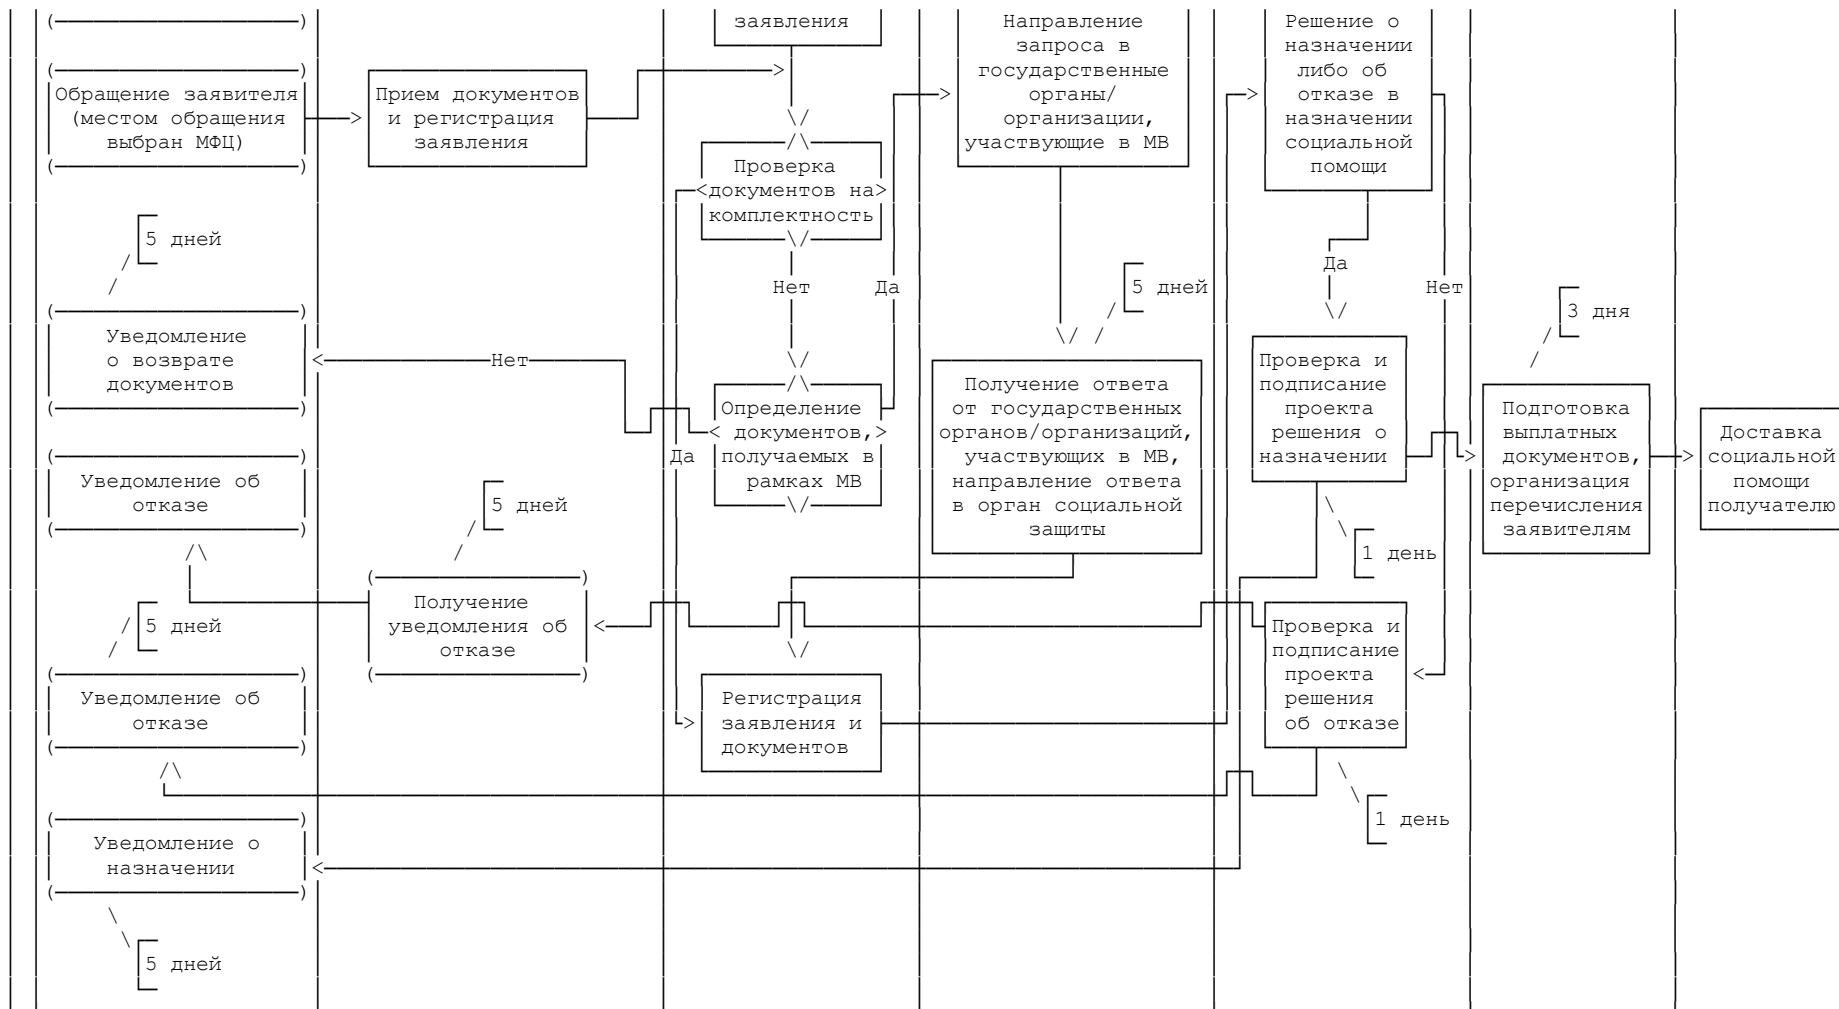 заявления
Направление
запроса в
государственные
органы/
организации,
участвующие в МВ
Решение о
назначении
либо об
отказе в
назначении
социальной
помощи
Обращение заявителя
(местом обращения
выбран МФЦ)
Прием документов
и регистрация
заявления
Проверка
документов на
комплектность
5 дней
Нет
Да
5 дней
Да
Нет
3 дня
Уведомление
о возврате
документов
Нет
Определение
документов,
получаемых в
рамках МВ
Да
Получение ответа
от государственных
органов/организаций,
участвующих в МВ,
направление ответа
в орган социальной
защиты
Проверка и
подписание
проекта
решения о
назначении
Подготовка
выплатных
документов,
организация
перечисления
заявителям
Доставка
социальной
помощи
получателю
Уведомление об
отказе
5 дней
1 день
5 дней
Получение
уведомления об
отказе
Проверка и
подписание
проекта
решения
об отказе
Уведомление об
отказе
Регистрация
заявления и
документов
1 день
Уведомление о
назначении
5 дней